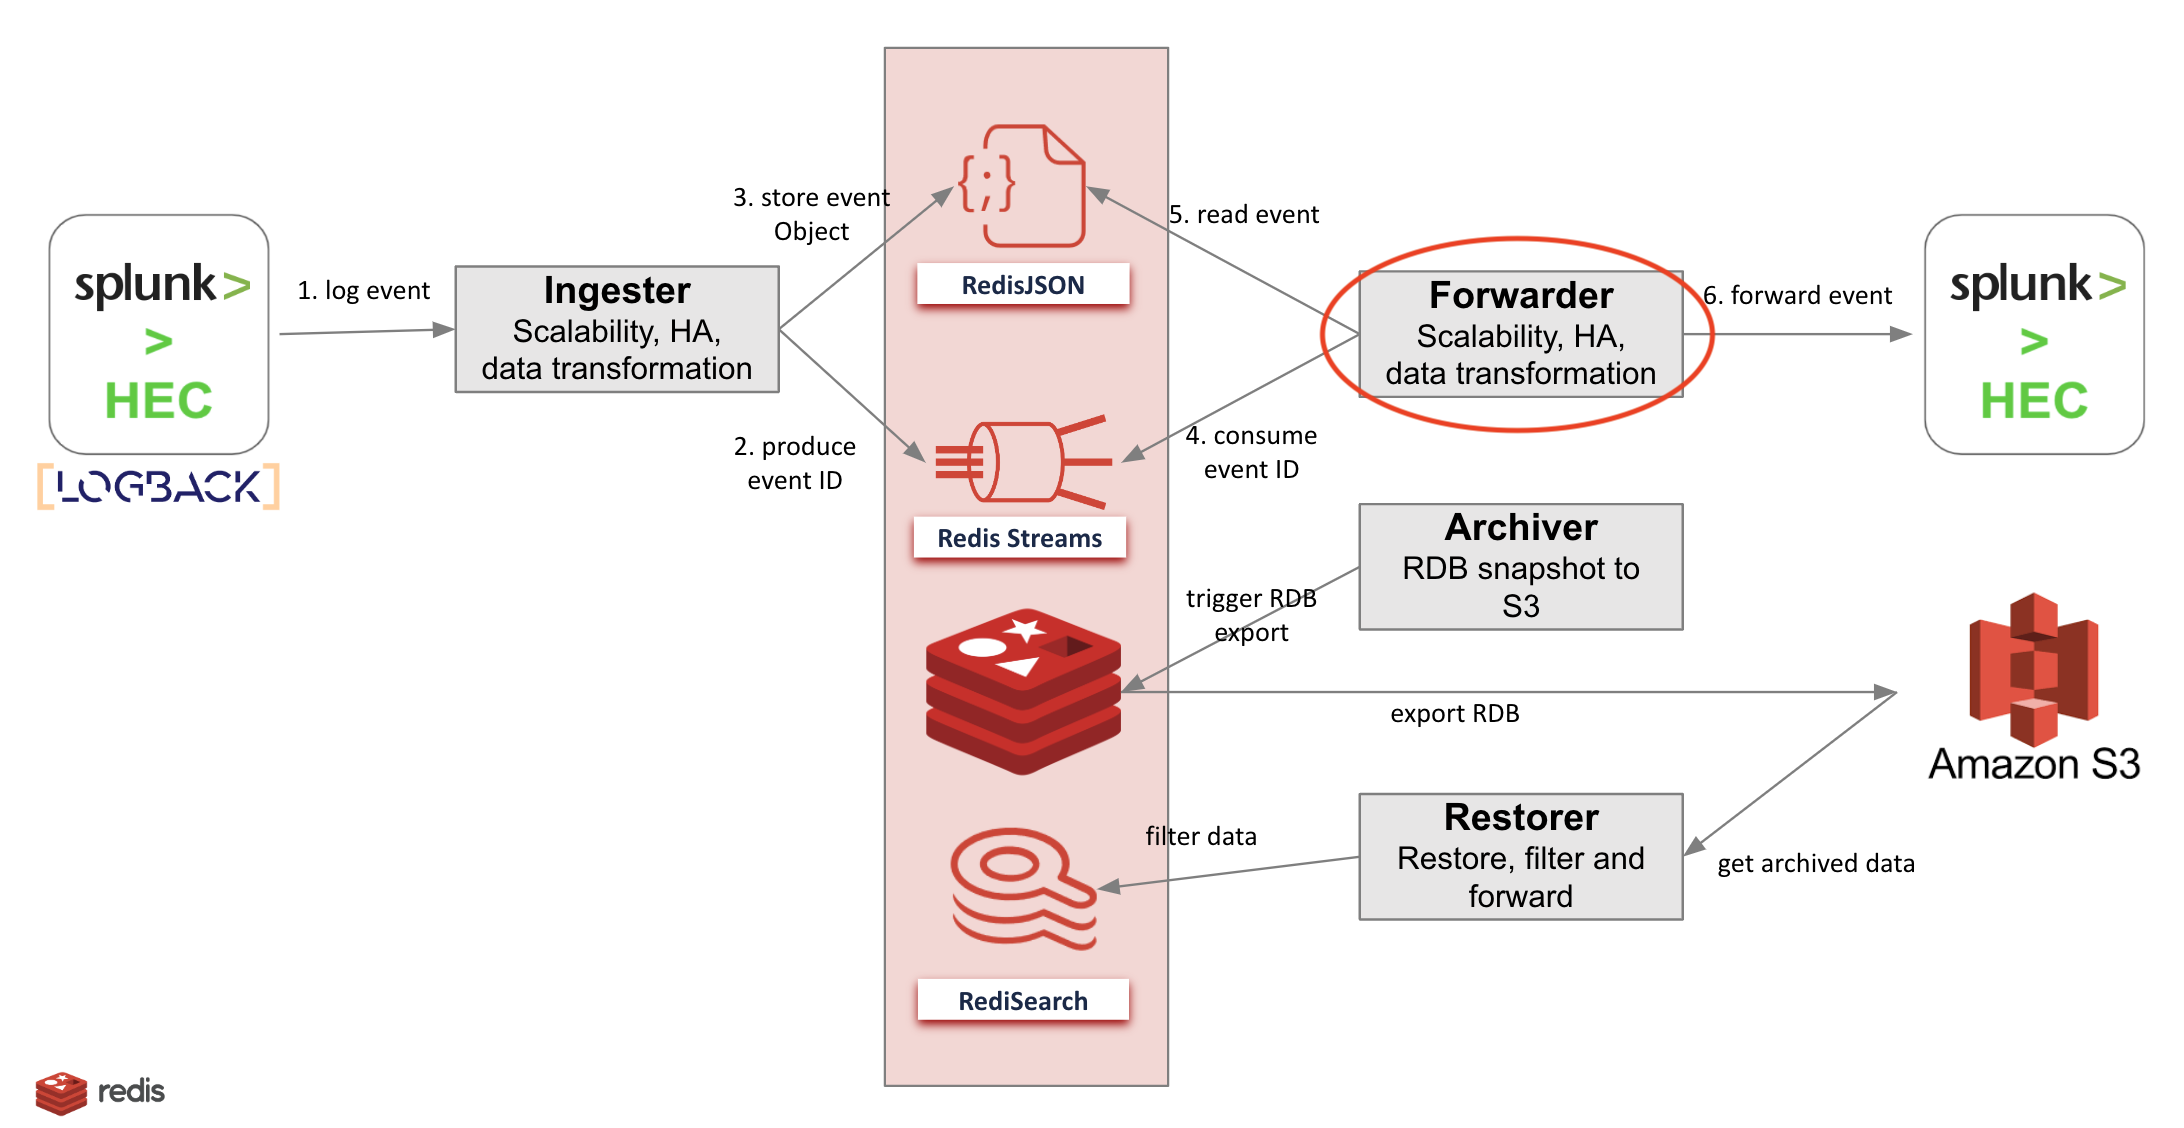 splunk>
>
HEC
[LOGBACK]
1. log event
Ingester
Scalability, HA,
data transformation
3. store event
Object
2. produce
event ID
{;}
RedisJSON
Redis Streams
RediSearch
5. read event
4. consume
event ID
Forwarder
Scalability, HA,
data transformation
6. forward event
splunk>
>
HEC
Archiver
RDB snapshot to
S3
trigger RDB
export
export RDB
Amazon S3
Restorer
Restore, filter and
forward
filter data
get archived data
redis